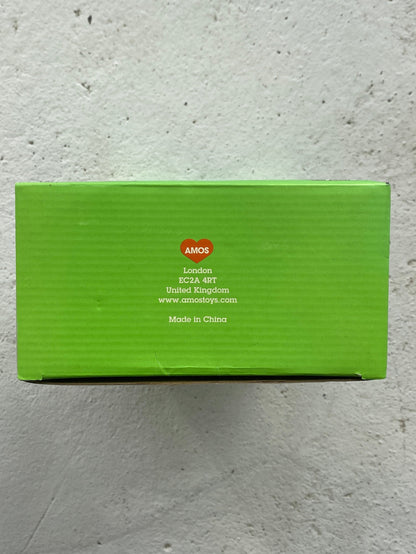 AMOS
London
EC2A 4RT
United Kingdom
www.amostoys.com
Made in China